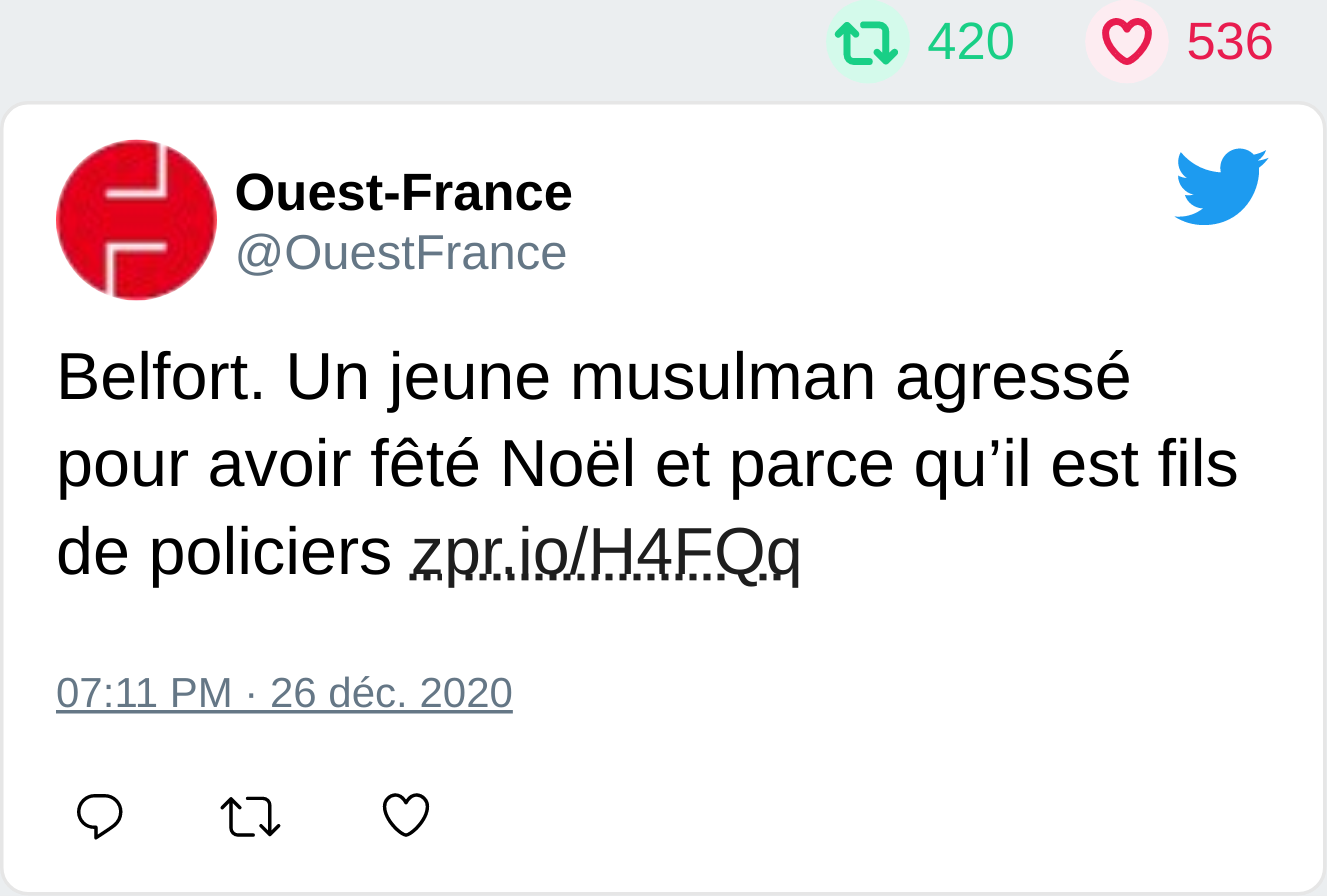 420 536
Ouest-France
@OuestFrance
Belfort. Un jeune musulman agressé
pour avoir fêté Noël et parce qu’il est fils
de policiers zpr.io/H4FQq
07:11 PM · 26 déc. 2020